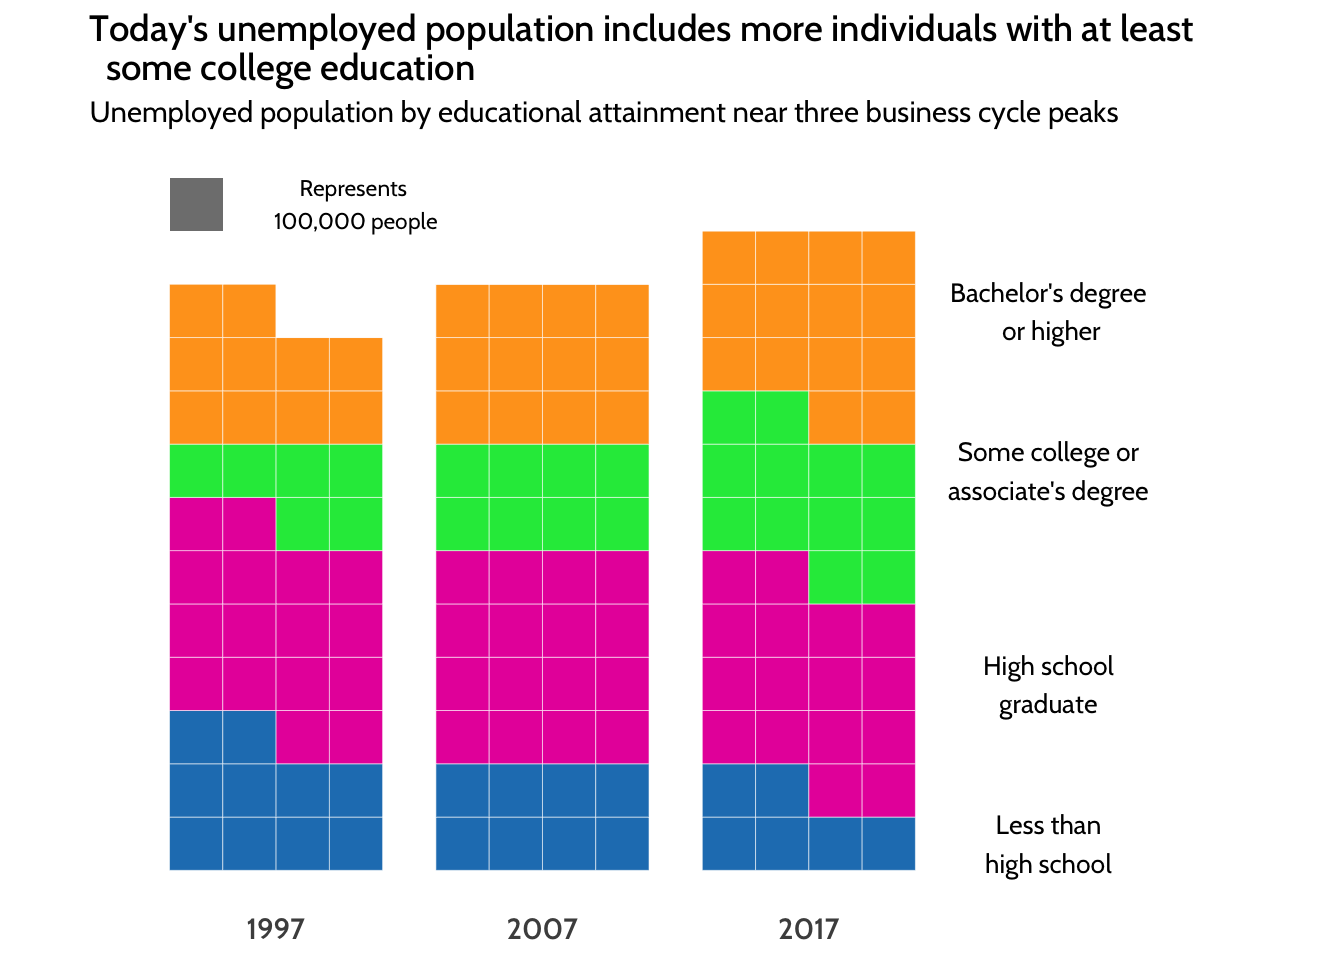 Today's unemployed population includes more individuals with at least
some college education
Unemployed population by educational attainment near three business cycle peaks
Represents
100,000 people
Bachelor's degree
or higher
Some college or
associate's degree
High school
graduate
Less than
high school
1997
2007
2017